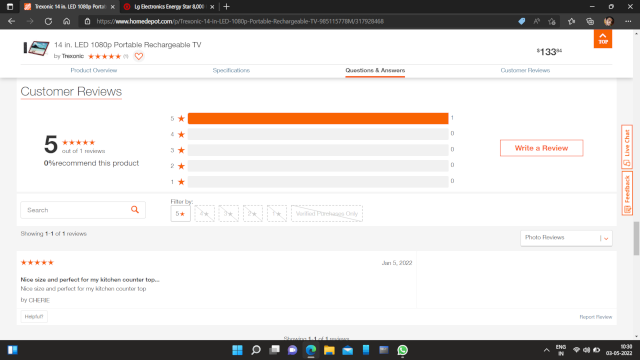 Trexonic 14 in. LED 1080p Portab
Lg Electronics Energy Star 8,000
https://www.homedepot.com/p/Trexonic-14-in-LED-1080p-Portable-Rechargeable-TV-985115778M/317928468
14 in. LED 1080p Portable Rechargeable TV
by Trexonic ★★★★★ (1)
$133 94
TOP
Product Overview
Specifications
Questions & Answers
Customer Reviews
Customer Reviews
5 ★ 1
4 ★ 0
3 ★ 0
2 ★ 0
1 ★ 0
5 ★★★★★
out of 1 reviews
0%recommend this product
Write a Review
Live Chat
Feedback
Filter by:
Search
5★ 4★ 3★ 2★ 1★ Verified Purchases Only
Showing 1-1 of 1 reviews
Photo Reviews
★★★★★
Jan 5, 2022
Nice size and perfect for my kitchen counter top...
Nice size and perfect for my kitchen counter top
by CHERIE
Helpful?
Report Review
Showing 1-1 of 1 reviews
ENG
IN
10:30
03-05-2022